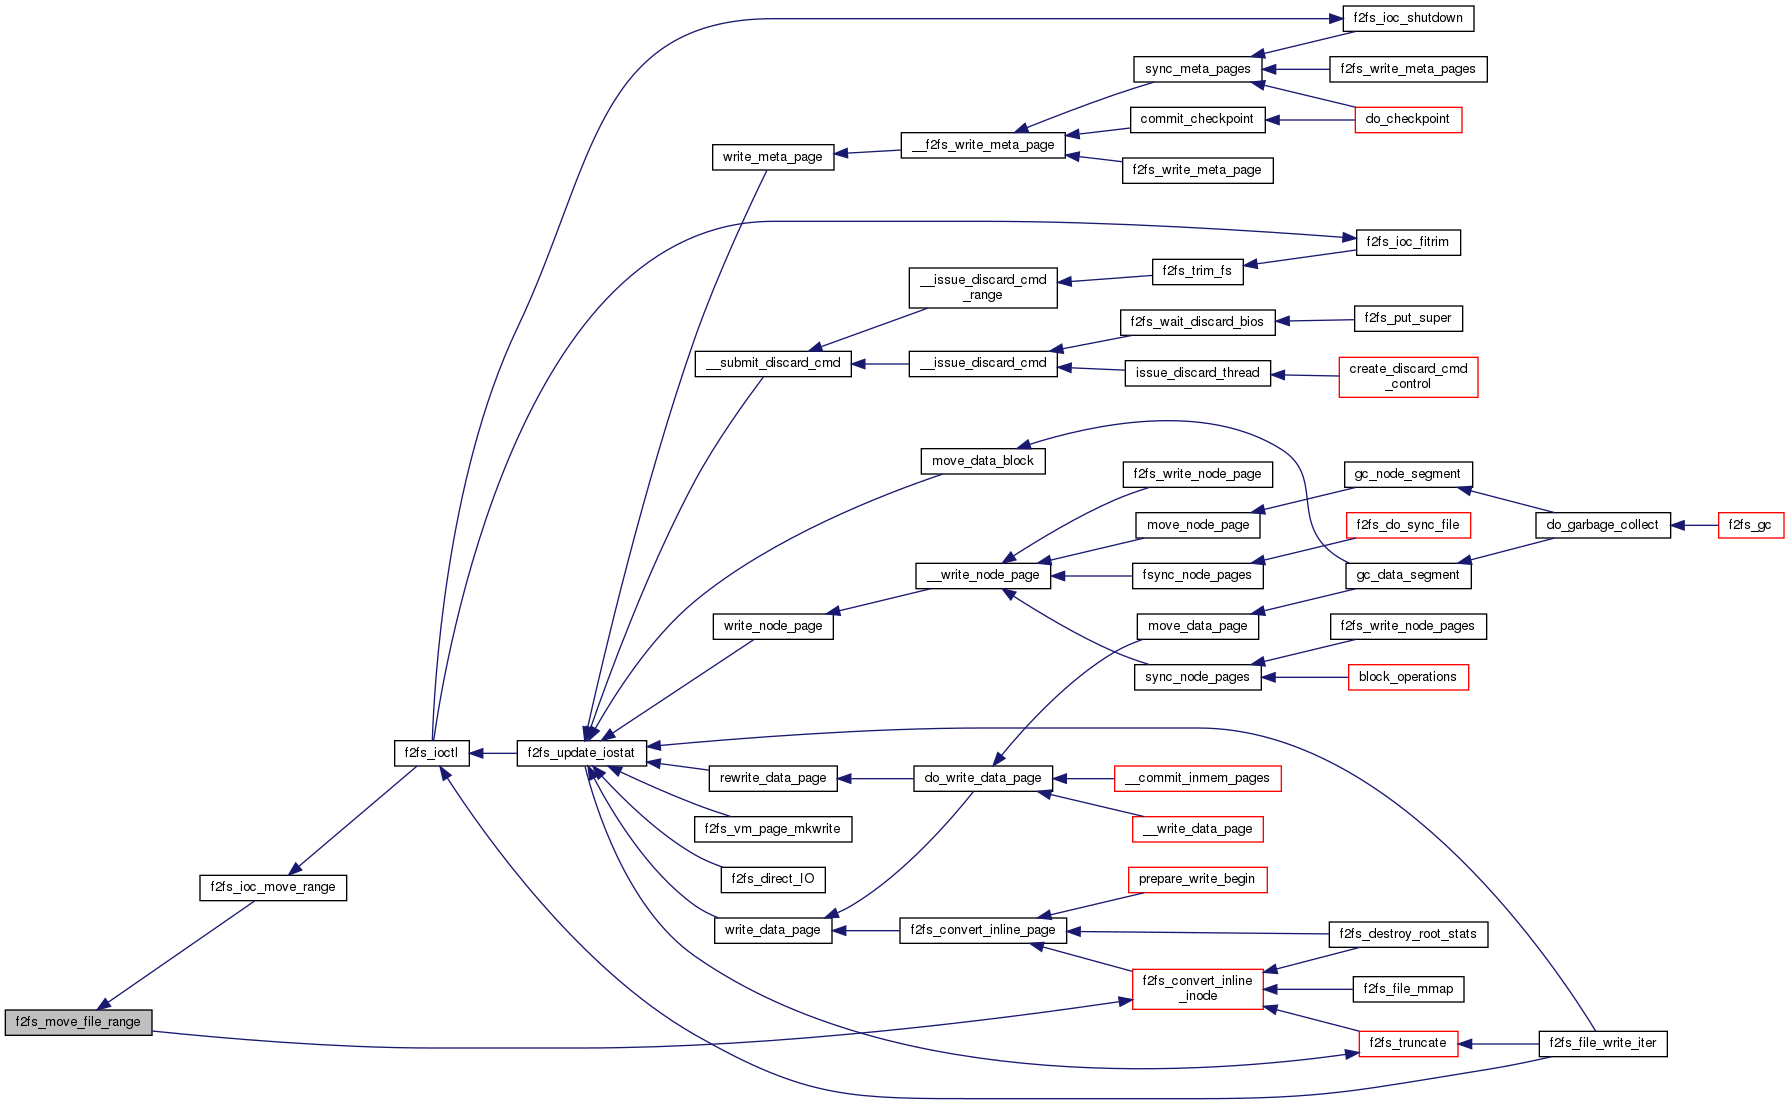 f2fs_ioc_shutdown
sync_meta_pages
f2fs_write_meta_pages
commit_checkpoint
do_checkpoint
__f2fs_write_meta_page
write_meta_page
f2fs_write_meta_page
f2fs_ioc_fitrim
f2fs_trim_fs
__issue_discard_cmd
_range
f2fs_wait_discard_bios
f2fs_put_super
__submit_discard_cmd
__issue_discard_cmd
issue_discard_thread
create_discard_cmd
_control
move_data_block
f2fs_write_node_page
gc_node_segment
move_node_page
f2fs_do_sync_file
do_garbage_collect
f2fs_gc
__write_node_page
fsync_node_pages
gc_data_segment
write_node_page
move_data_page
f2fs_write_node_pages
sync_node_pages
block_operations
f2fs_ioctl
f2fs_update_iostat
rewrite_data_page
do_write_data_page
__commit_inmem_pages
f2fs_vm_page_mkwrite
__write_data_page
f2fs_direct_IO
prepare_write_begin
f2fs_ioc_move_range
write_data_page
f2fs_convert_inline_page
f2fs_destroy_root_stats
f2fs_convert_inline
_inode
f2fs_file_mmap
f2fs_move_file_range
f2fs_truncate
f2fs_file_write_iter